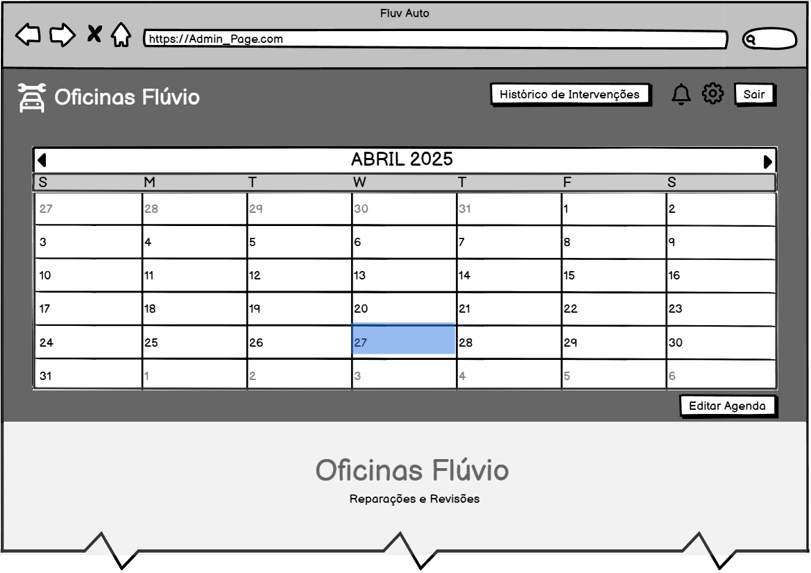 Fluv Auto
https://Admin_Page.com
Oficinas Flúvio
Histórico de Intervenções
Sair
ABRIL 2025
S M T W T F S
27 28 29 30 31 1 2
3 4 5 6 7 8 9
10 11 12 13 14 15 16
17 18 19 20 21 22 23
24 25 26 27 28 29 30
31 1 2 3 4 5 6
Editar Agenda
Oficinas Flúvio
Reparações e Revisões